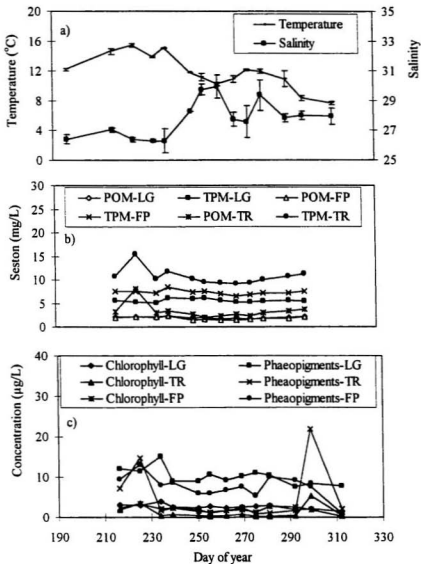 a)
Temperature
Salinity
Temperature (°C)
20
16
12
8
4
0
35
33
31
29
27
25
Salinity
POM-LG TPM-LG POM-FP
TPM-FP POM-TR TPM-TR
b)
Seston (mg/L)
30
25
20
15
10
5
0
Chlorophyll-LG Phaeopigments-LG
Chlorophyll-TR Phaeopigments-TR
Chlorophyll-FP Phaeopigments-FP
c)
Concentration (µg/L)
40
30
20
10
0
190 210 230 250 270 290 310 330
Day of year